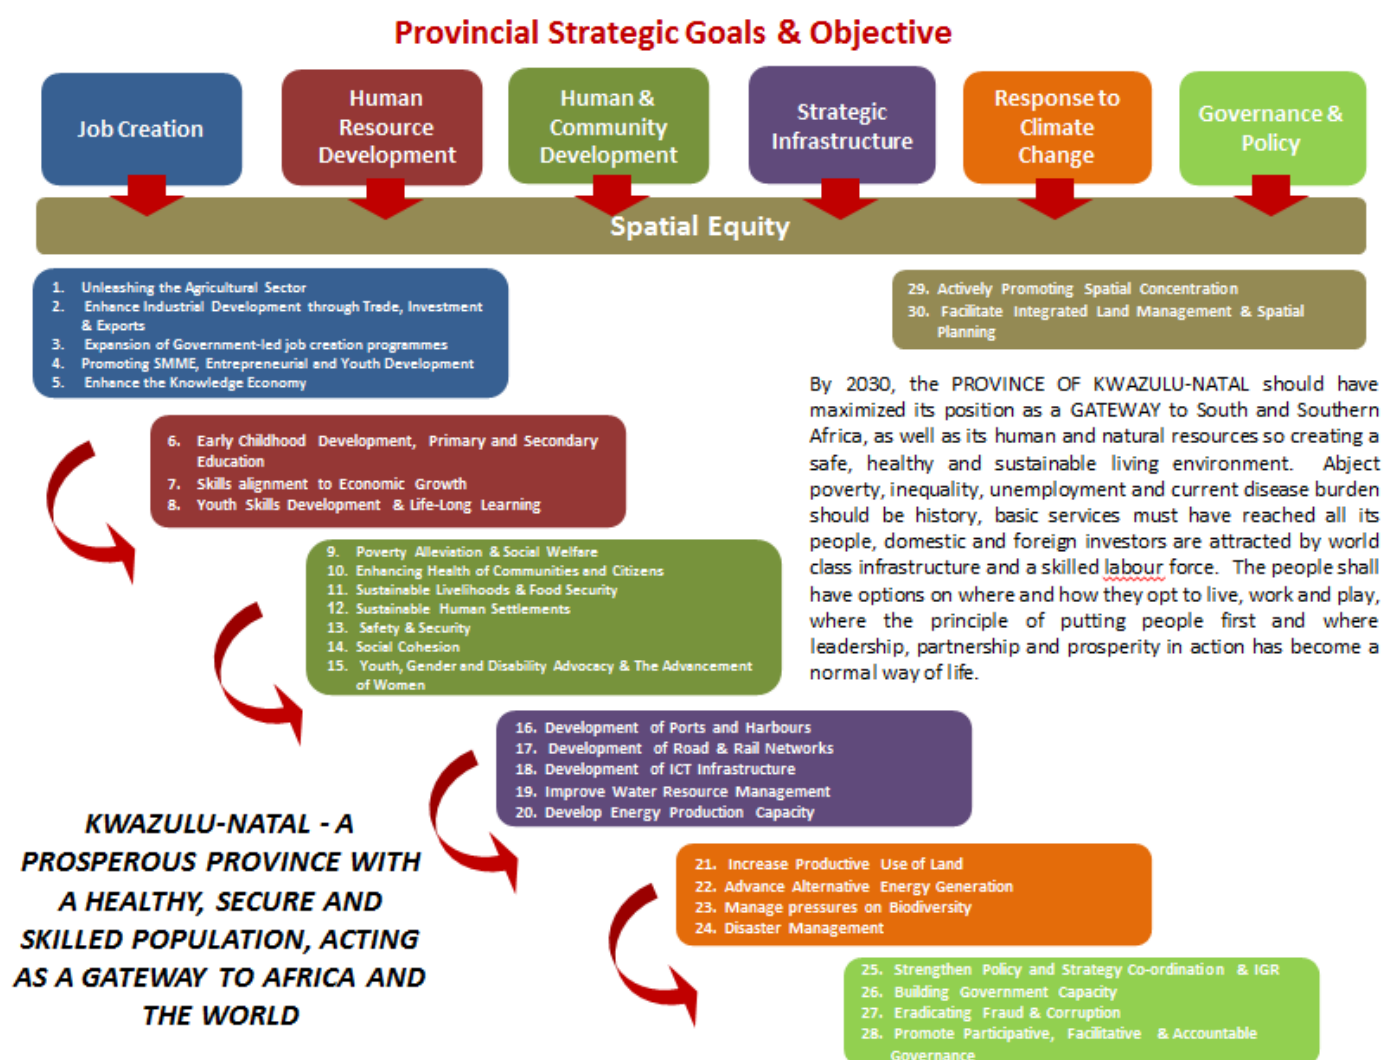 Provincial Strategic Goals & Objective
Job Creation
Human
Resource
Development
Human &
Community
Development
Strategic
Infrastructure
Response to
Climate
Change
Governance &
Policy
Spatial Equity
1. Unleashing the Agricultural Sector
2. Enhance Industrial Development through Trade, Investment
& Exports
3. Expansion of Government-led job creation programmes
4. Promoting SMME, Entrepreneurial and Youth Development
5. Enhance the Knowledge Economy
29. Actively Promoting Spatial Concentration
30. Facilitate Integrated Land Management & Spatial
Planning
6. Early Childhood Development, Primary and Secondary
Education
7. Skills alignment to Economic Growth
8. Youth Skills Development & Life-Long Learning
9. Poverty Alleviation & Social Welfare
10. Enhancing Health of Communities and Citizens
11. Sustainable Livelihoods & Food Security
12. Sustainable Human Settlements
13. Safety & Security
14. Social Cohesion
15. Youth, Gender and Disability Advocacy & The Advancement
of Women
By 2030, the PROVINCE OF KWAZULU-NATAL should have
maximized its position as a GATEWAY to South and Southern
Africa, as well as its human and natural resources so creating a
safe, healthy and sustainable living environment. Abject
poverty, inequality, unemployment and current disease burden
should be history, basic services must have reached all its
people, domestic and foreign investors are attracted by world
class infrastructure and a skilled labour force. The people shall
have options on where and how they opt to live, work and play,
where the principle of putting people first and where
leadership, partnership and prosperity in action has become a
normal way of life.
16. Development of Ports and Harbours
17. Development of Road & Rail Networks
18. Development of ICT Infrastructure
19. Improve Water Resource Management
20. Develop Energy Production Capacity
KWAZULU-NATAL - A
PROSPEROUS PROVINCE WITH
A HEALTHY, SECURE AND
SKILLED POPULATION, ACTING
AS A GATEWAY TO AFRICA AND
THE WORLD
21. Increase Productive Use of Land
22. Advance Alternative Energy Generation
23. Manage pressures on Biodiversity
24. Disaster Management
25. Strengthen Policy and Strategy Co-ordination & IGR
26. Building Government Capacity
27. Eradicating Fraud & Corruption
28. Promote Participative, Facilitative & Accountable
Governance